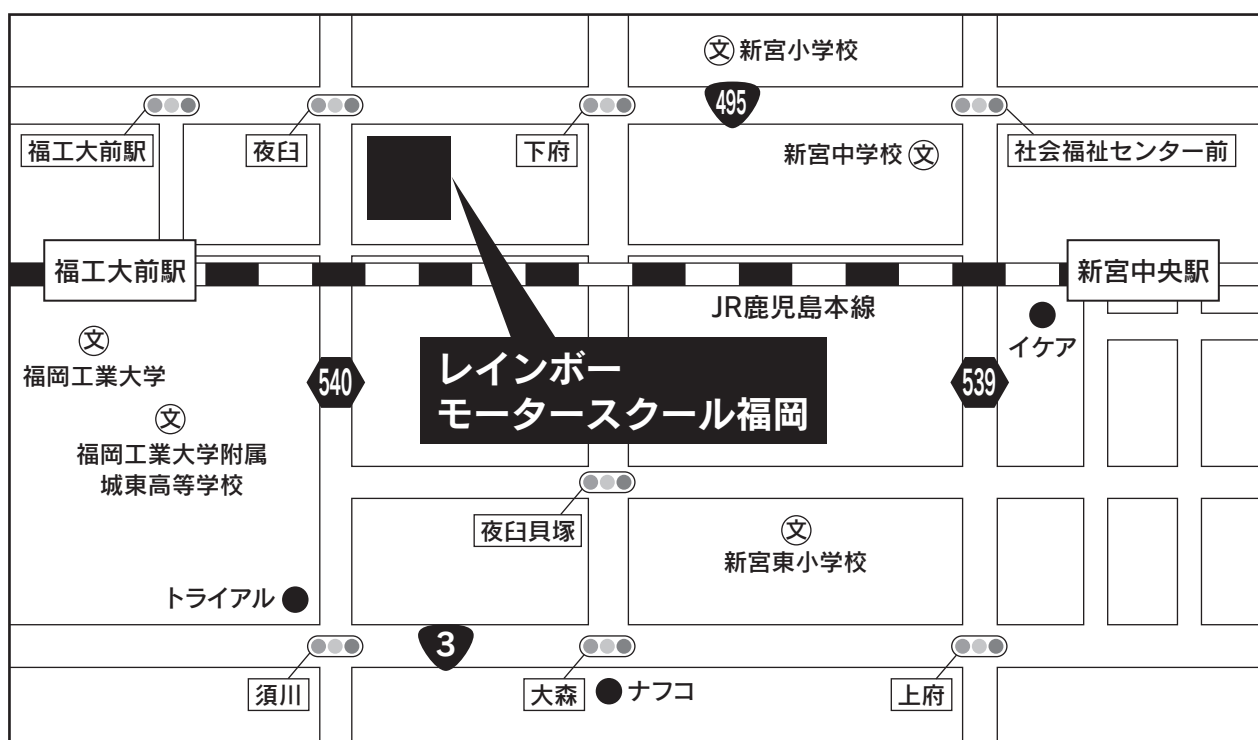 文 新宮小学校
495
福工大前駅
夜臼
下府
新宮中学校 文
社会福祉センター前
福工大前駅
新宮中央駅
JR鹿児島本線
イケア
文
福岡工業大学
540
レインボー
モータースクール福岡
539
文
福岡工業大学附属
城東高等学校
夜臼貝塚
文
新宮東小学校
トライアル
3
須川
大森
ナフコ
上府